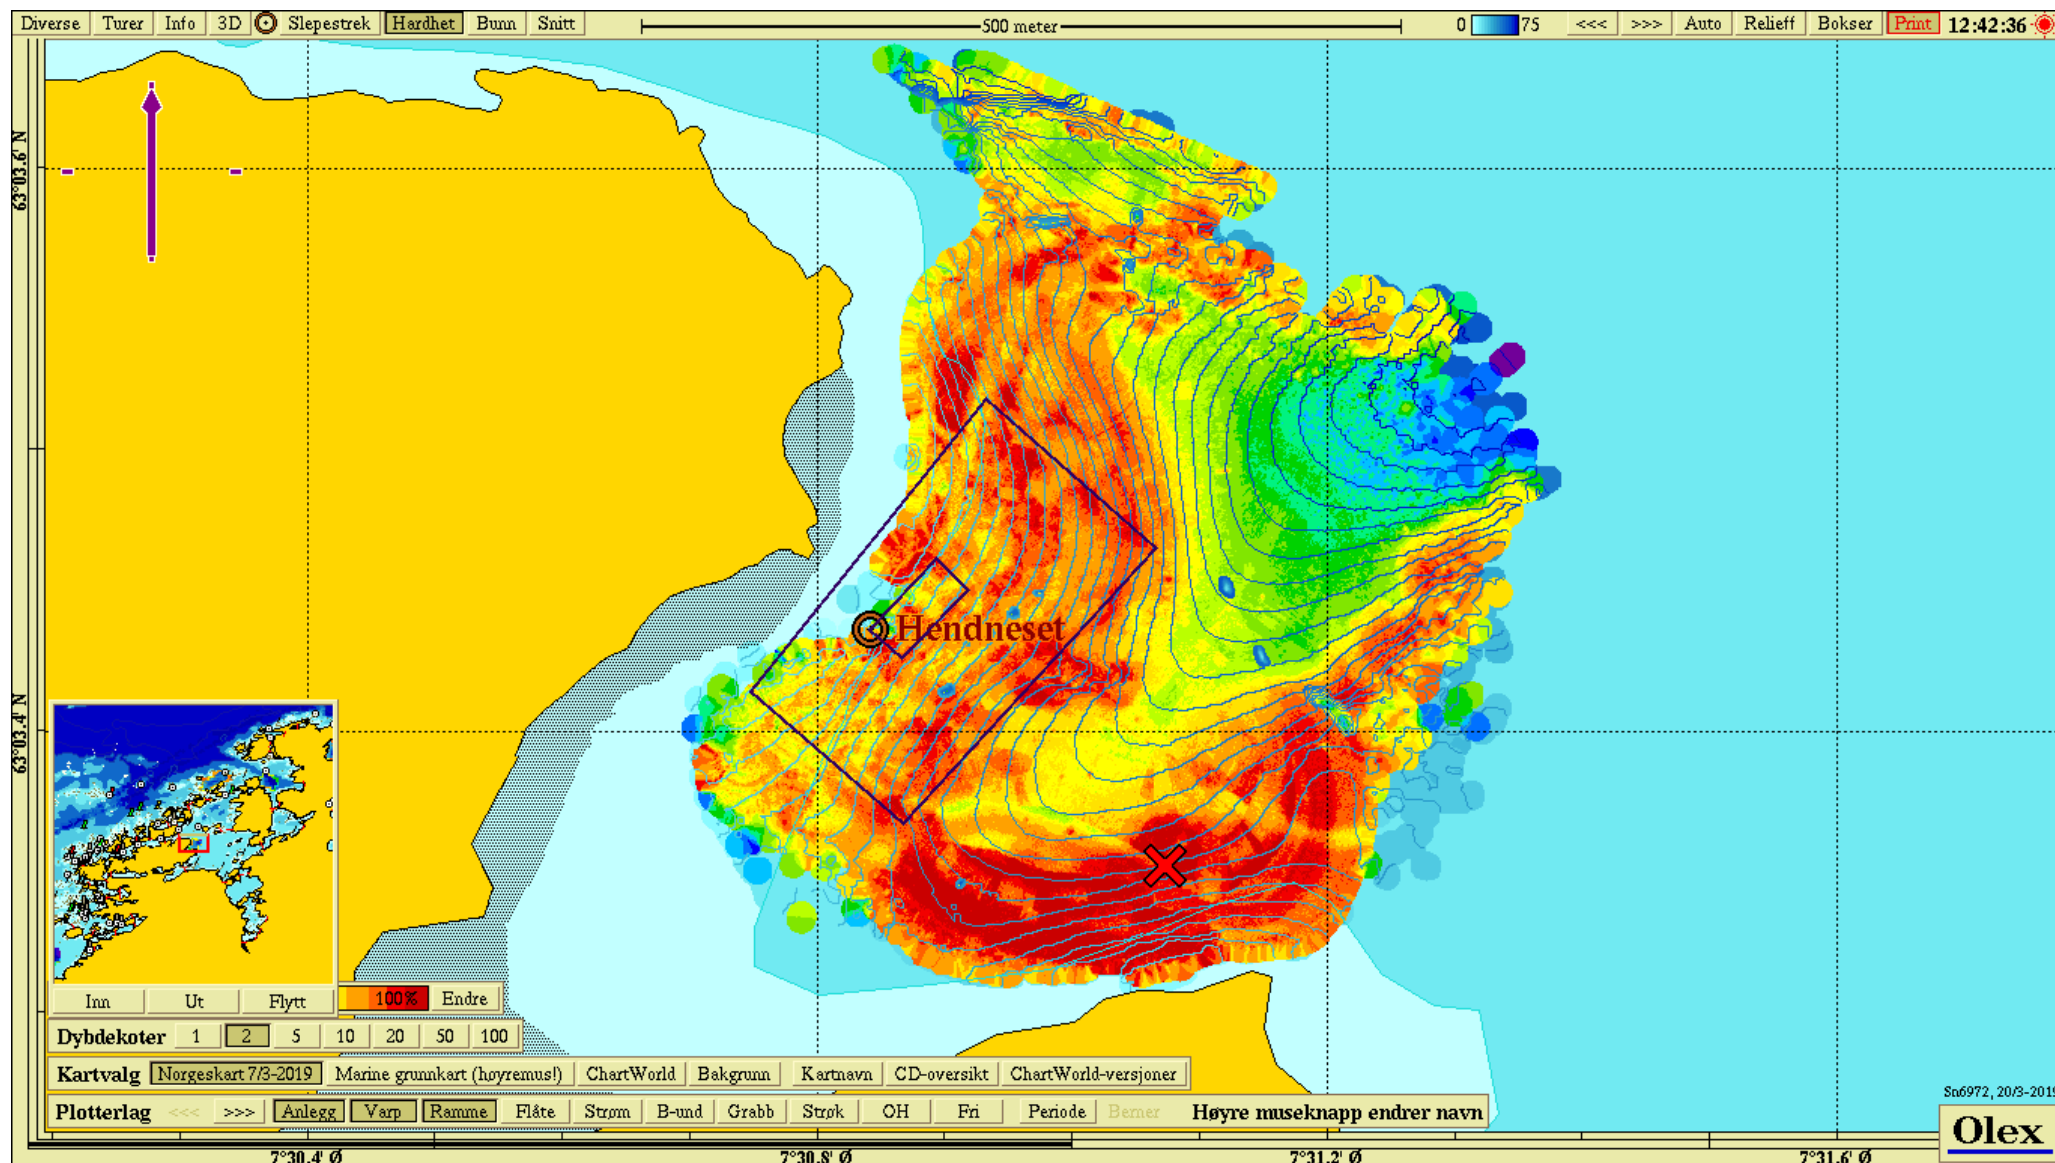 Diverse Turer Info 3D Slepestrek Hardhet Bunn Snitt 500 meter 0 75 <<< >>> Auto Relieff Bokser Print 12:42:36
63°03.6' N
Hendneset
63°03.4' N
Inn Ut Flytt 100% Endre
Dybdekoter 1 2 5 10 20 50 100
Kartvalg Norgeskart 7/3-2019 Marine grunnkart (høyremus!) ChartWorld Bakgrunn Kartnavn CD-oversikt ChartWorld-versjoner
Sn6972, 20/3-2019
Plotterlag <<< >>> Anlegg Varp Ramme Flåte Strøm B-und Grabb Strøk OH Fri Periode Berner Høyre museknapp endrer navn
Olex
7°30.4' Ø 7°30.8' Ø 7°31.2' Ø 7°31.6' Ø